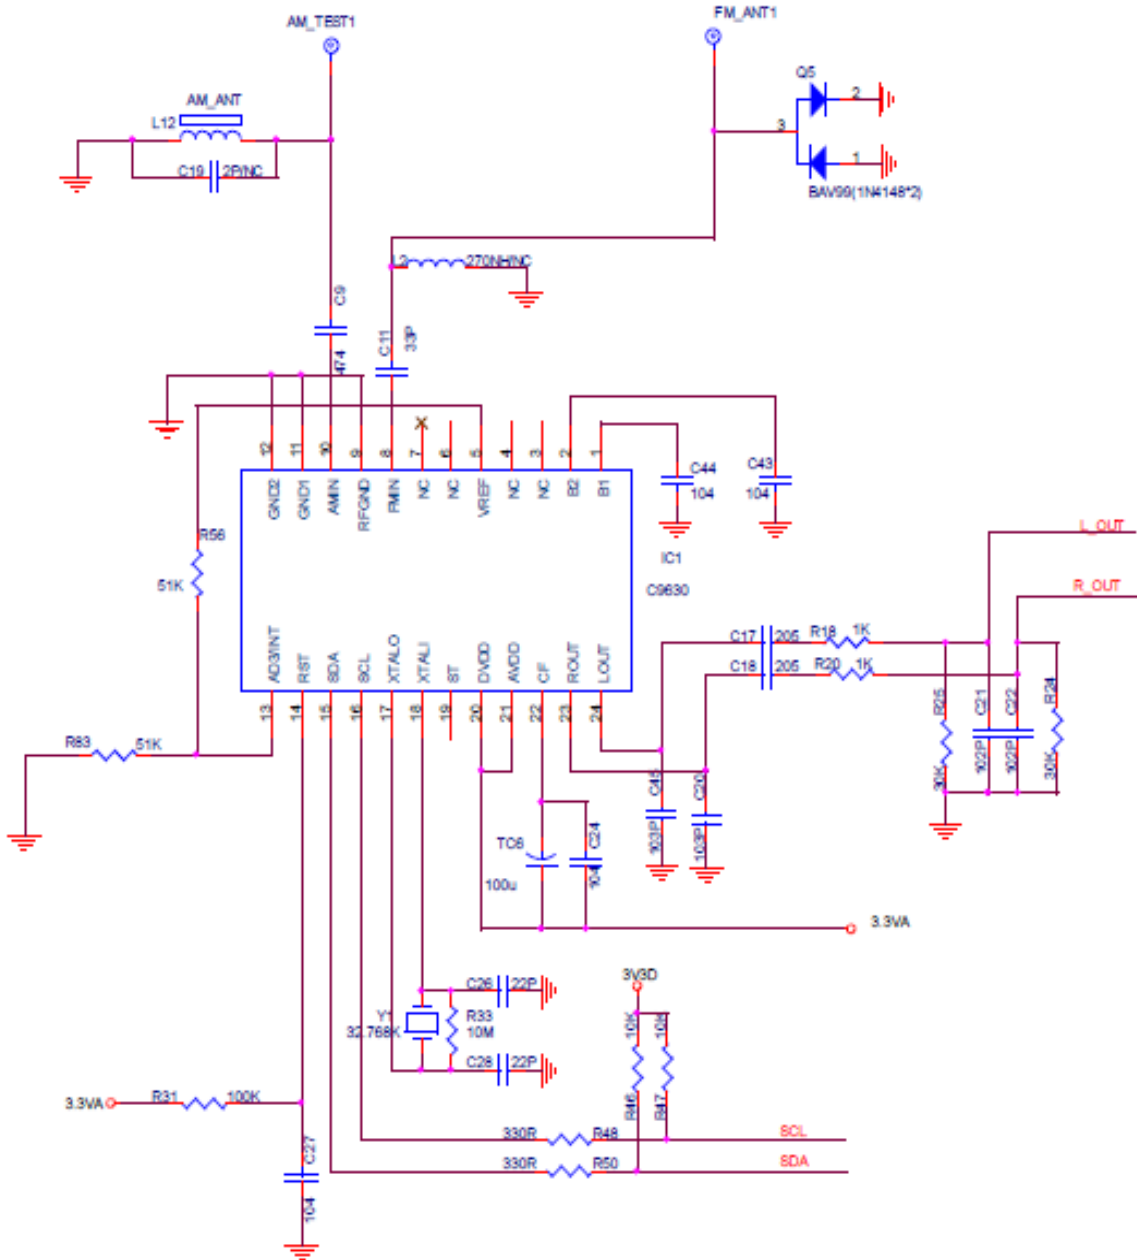 AM_TEST1
FM_ANT1
Q5
2
3
1
BAV99(1N4148*2)
AM_ANT
L12
C19 2P/NC
L2 270NH/NC
C9
474
C11
33P
12 11 10 9 8 7 6 5 4 3 2 1
GND2 GND1 AMIN RFGND FMIN NC NC VREF NC NC B2 B1
C44
104
C43
104
IC1
C9630
R56
51K
L_OUT
R_OUT
C17 205 R18 1K
C18 205 R20 1K
AD3/INT RST SDA SCL XTALO XTALI ST DVDD AVDD CF ROUT LOUT
13 14 15 16 17 18 19 20 21 22 23 24
R25
30K
C21
102P
C22
102P
R24
30K
R83 51K
C45
103P
C20
103P
TC6
100u
C24
104
3.3VA
C26 22P
Y1
32.768K
R33
10M
C28 22P
3V3D
10K
10K
R46
R47
3.3VA R31 100K
C27
104
330R R48 SCL
330R R50 SDA